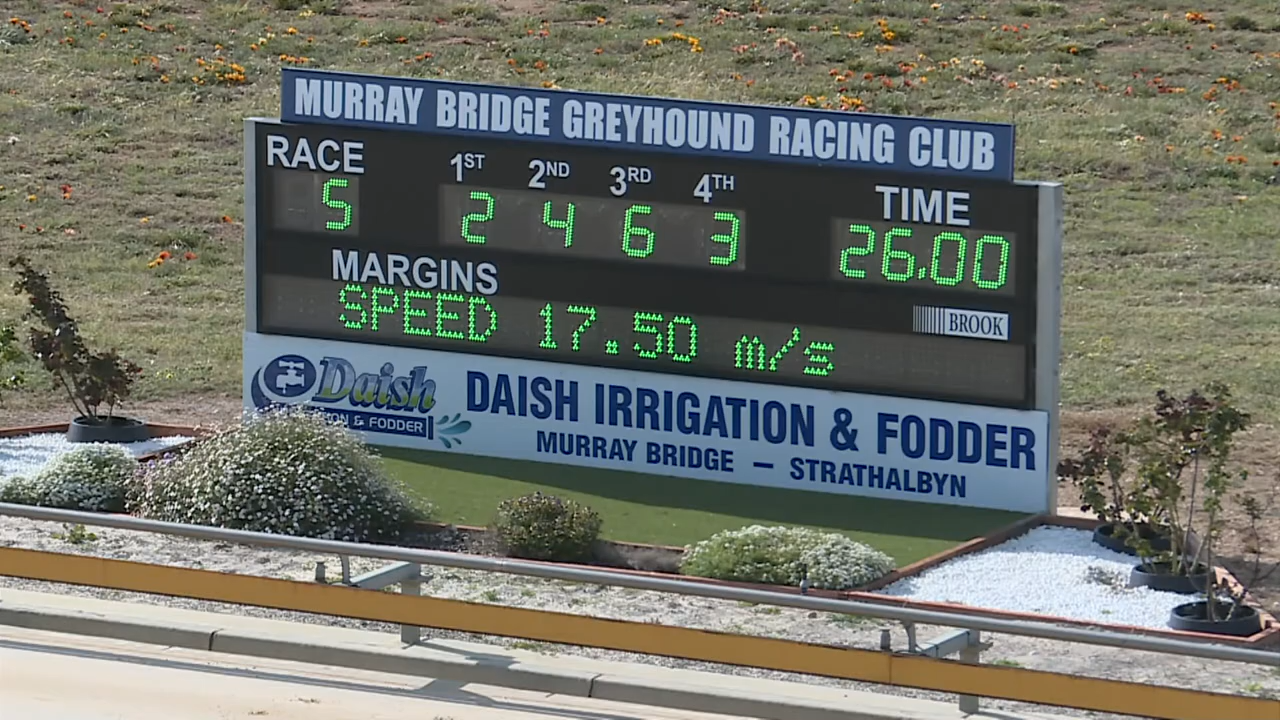 MURRAY BRIDGE GREYHOUND RACING CLUB
RACE 1ST 2ND 3RD 4TH TIME
5 2 4 6 3 26.00
MARGINS
SPEED 17.50 m/s
BROOK
Daish
& FODDER
DAISH IRRIGATION & FODDER
MURRAY BRIDGE – STRATHALBYN